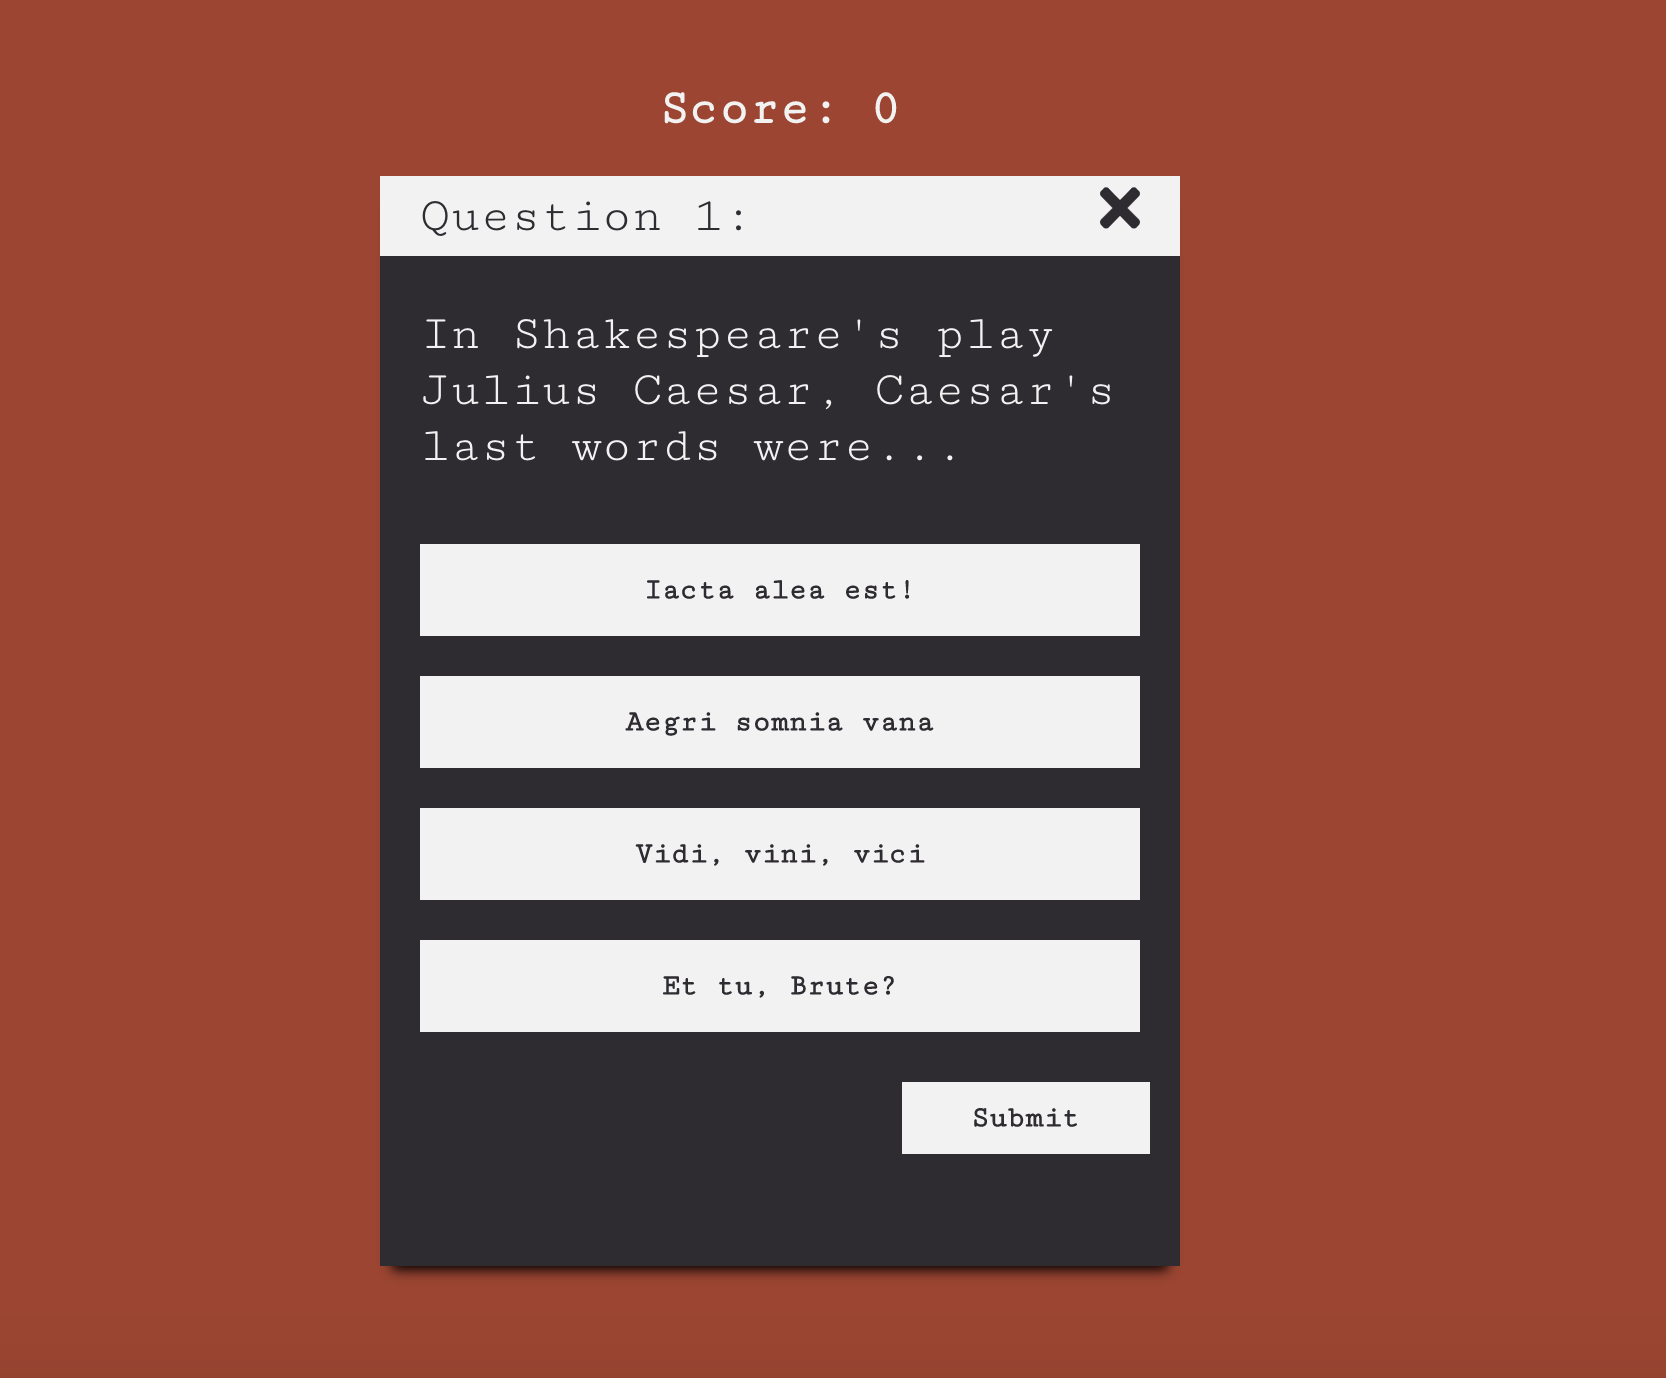 Score: 0
Question 1:
In Shakespeare's play
Julius Caesar, Caesar's
last words were...
Iacta alea est!
Aegri somnia vana
Vidi, vini, vici
Et tu, Brute?
Submit